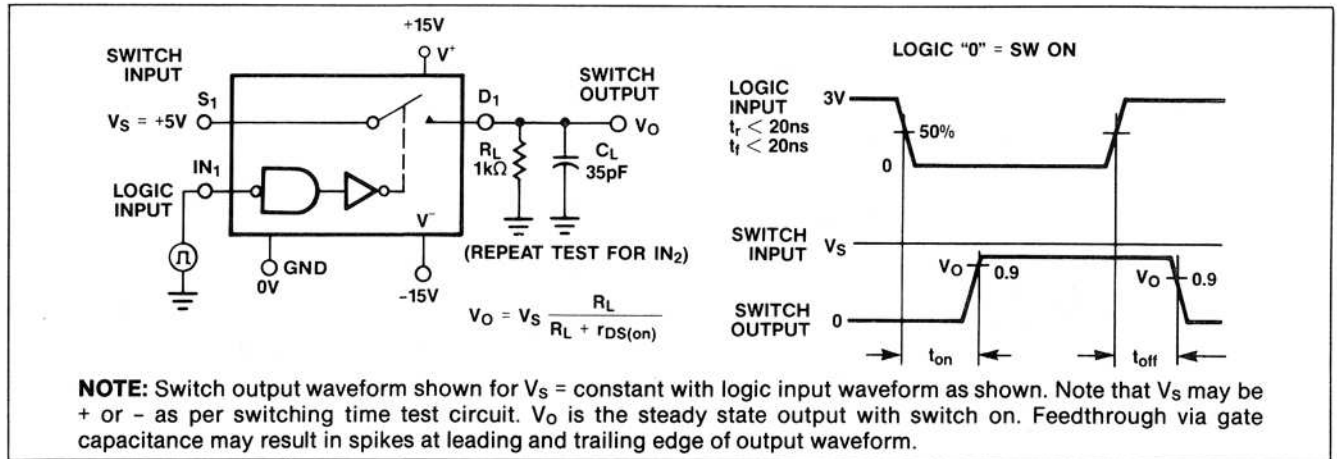 +15V
V+
SWITCH
INPUT
S1
VS = +5V
IN1
LOGIC
INPUT
GND
0V
V−
−15V
D1
SWITCH
OUTPUT
VO
RL
1kΩ
CL
35pF
(REPEAT TEST FOR IN2)
VO = VS RL
RL + rDS(on)
LOGIC "0" = SW ON
LOGIC
INPUT
tr < 20ns
tf < 20ns
3V
50%
0
SWITCH
INPUT
VS
VO
0.9
VO
0.9
SWITCH
OUTPUT
0
ton
toff
NOTE: Switch output waveform shown for VS = constant with logic input waveform as shown. Note that VS may be
+ or − as per switching time test circuit. VO is the steady state output with switch on. Feedthrough via gate
capacitance may result in spikes at leading and trailing edge of output waveform.